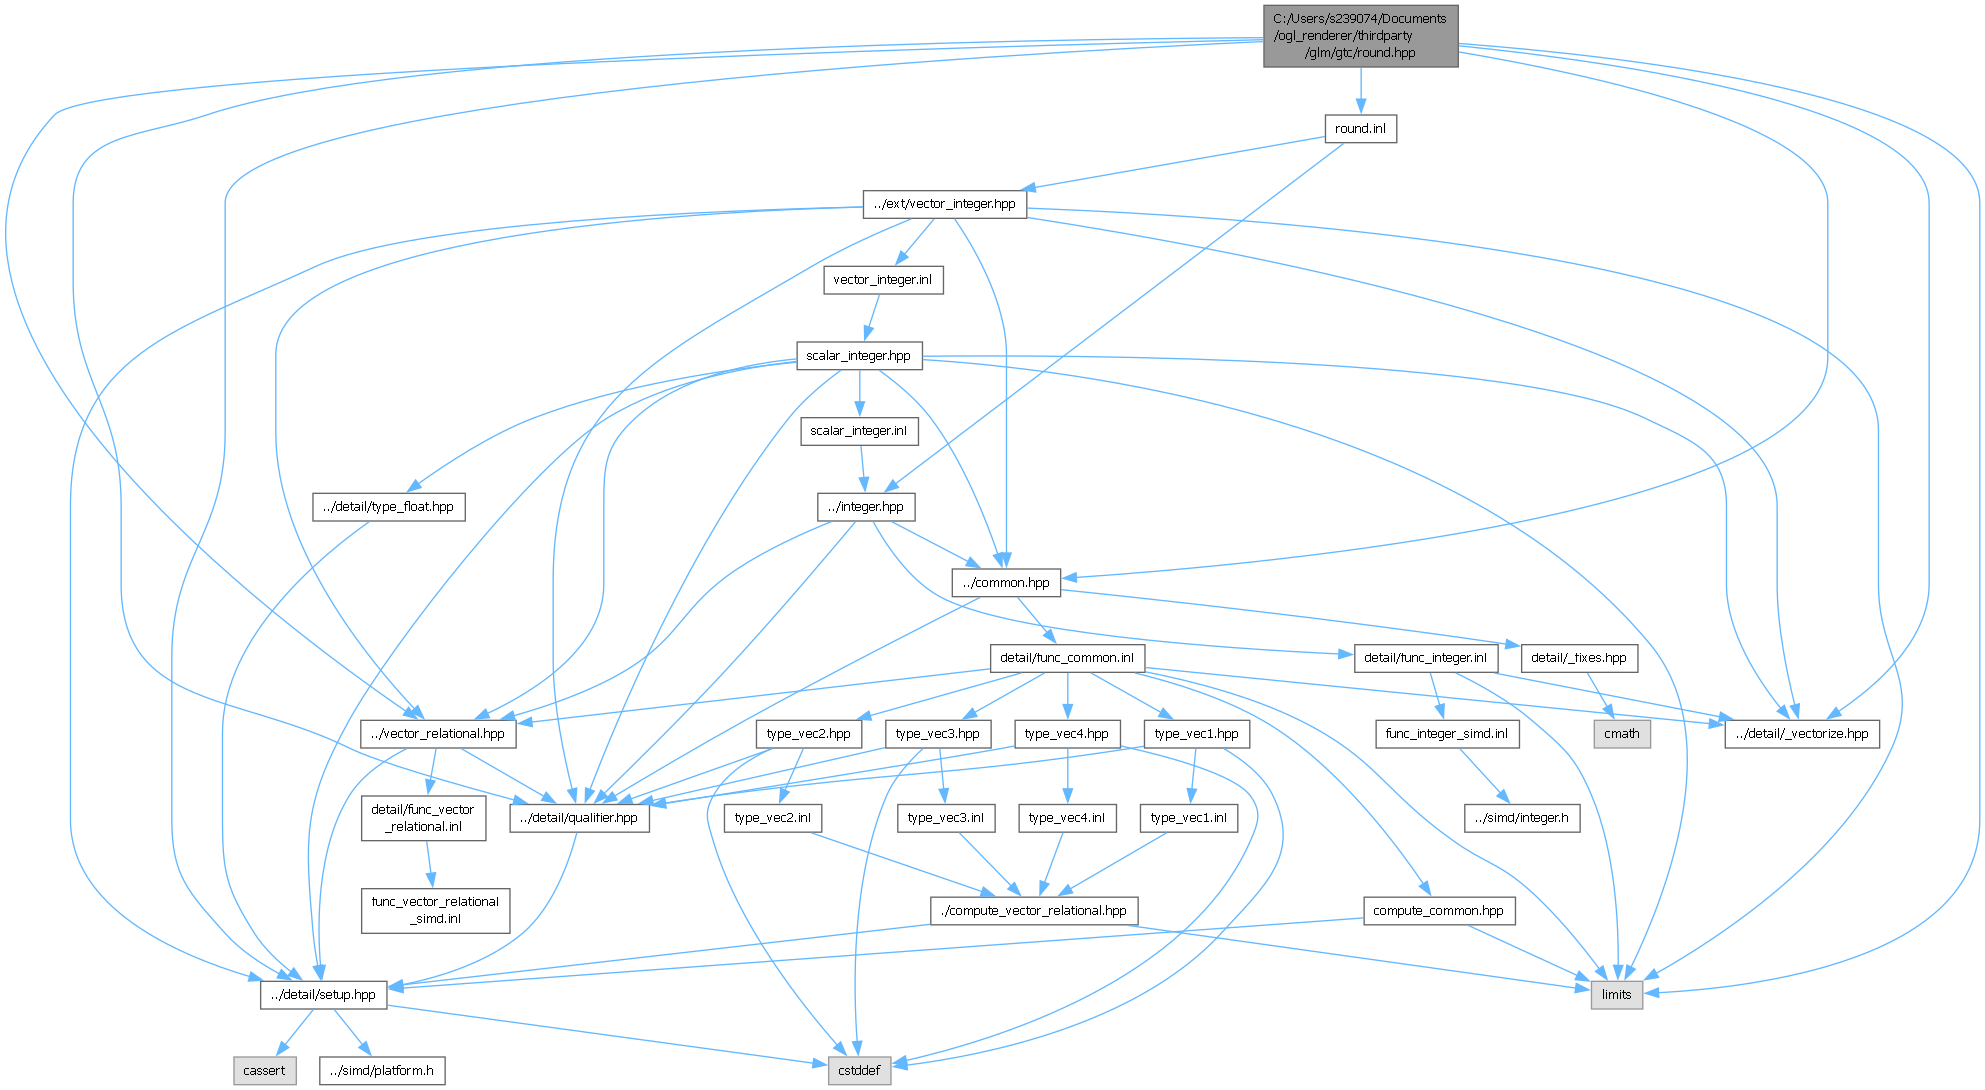 C:/Users/s239074/Documents
/ogl_renderer/thirdparty
/glm/gtc/round.hpp
round.inl
../ext/vector_integer.hpp
vector_integer.inl
scalar_integer.hpp
scalar_integer.inl
../detail/type_float.hpp
../integer.hpp
../common.hpp
detail/func_common.inl
detail/func_integer.inl
detail/_fixes.hpp
../vector_relational.hpp
type_vec2.hpp
type_vec3.hpp
type_vec4.hpp
type_vec1.hpp
func_integer_simd.inl
cmath
../detail/_vectorize.hpp
detail/func_vector
_relational.inl
../detail/qualifier.hpp
type_vec2.inl
type_vec3.inl
type_vec4.inl
type_vec1.inl
../simd/integer.h
func_vector_relational
_simd.inl
./compute_vector_relational.hpp
compute_common.hpp
../detail/setup.hpp
limits
cassert
../simd/platform.h
cstddef